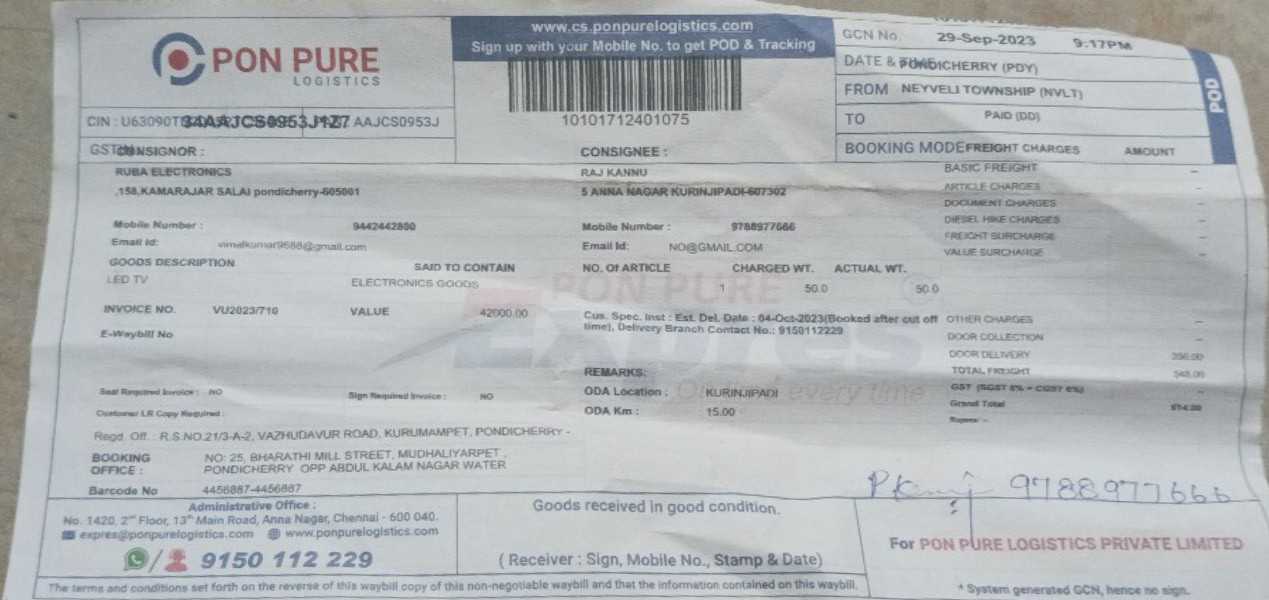 PON PURE
LOGISTICS
www.cs.ponpurelogistics.com
Sign up with your Mobile No. to get POD & Tracking
10101712401075
GCN No.
29-Sep-2023 9:17PM
DATE & PONDICHERRY (PDY)
FROM NEYVELI TOWNSHIP (NVLT)
TO PAID (DD)
BOOKING MODE FREIGHT CHARGES AMOUNT
POD
CIN : 34AAJCS0953J1Z7 AAJCS0953J
CONSIGNOR :
RUBA ELECTRONICS
,158,KAMARAJAR SALAI pondicherry-605001
Mobile Number : 9442442800
Email Id: vimalkumar9688@gmail.com
CONSIGNEE :
RAJ KANNU
5 ANNA NAGAR KURINJIPADI-607302
Mobile Number : 9788977666
Email Id: NO@GMAIL.COM
BASIC FREIGHT -
ARTICLE CHARGES -
DOCUMENT CHARGES -
DIESEL HIKE CHARGES -
FREIGHT SURCHARGE -
VALUE SURCHARGE -
GOODS DESCRIPTION SAID TO CONTAIN
LED TV ELECTRONICS GOODS
NO. Of ARTICLE CHARGED WT. ACTUAL WT.
1 50.0 50.0
INVOICE NO. VU2023/710 VALUE 42000.00
E-Waybill No
Cus. Spec. Inst : Est. Del. Date : 04-Oct-2023(Booked after cut off
time), Delivery Branch Contact No.: 9150112229
PON PURE
Expres
every time
OTHER CHARGES -
DOOR COLLECTION -
DOOR DELIVERY
TOTAL FREIGHT
GST
Grand Total
Rupees -
REMARKS:
ODA Location : KURINJIPADI
ODA Km : 15.00
Seal Required Invoice : NO Sign Required Invoice : NO
Customer LR Copy Required :
Regd. Off. : R.S.NO.21/3-A-2, VAZHUDAVUR ROAD, KURUMAMPET, PONDICHERRY -
BOOKING OFFICE : NO: 25, BHARATHI MILL STREET, MUDHALIYARPET ,
PONDICHERRY OPP ABDUL KALAM NAGAR WATER
Barcode No 4456887-4456887
9788977666
Administrative Office :
No. 1420, 2nd Floor, 13th Main Road, Anna Nagar, Chennai - 600 040.
expres@ponpurelogistics.com www.ponpurelogistics.com
9150 112 229
Goods received in good condition.
( Receiver : Sign, Mobile No., Stamp & Date)
For PON PURE LOGISTICS PRIVATE LIMITED
The terms and conditions set forth on the reverse of this waybill copy of this non-negotiable waybill and that the information contained on this waybill.
* System generated GCN, hence no sign.